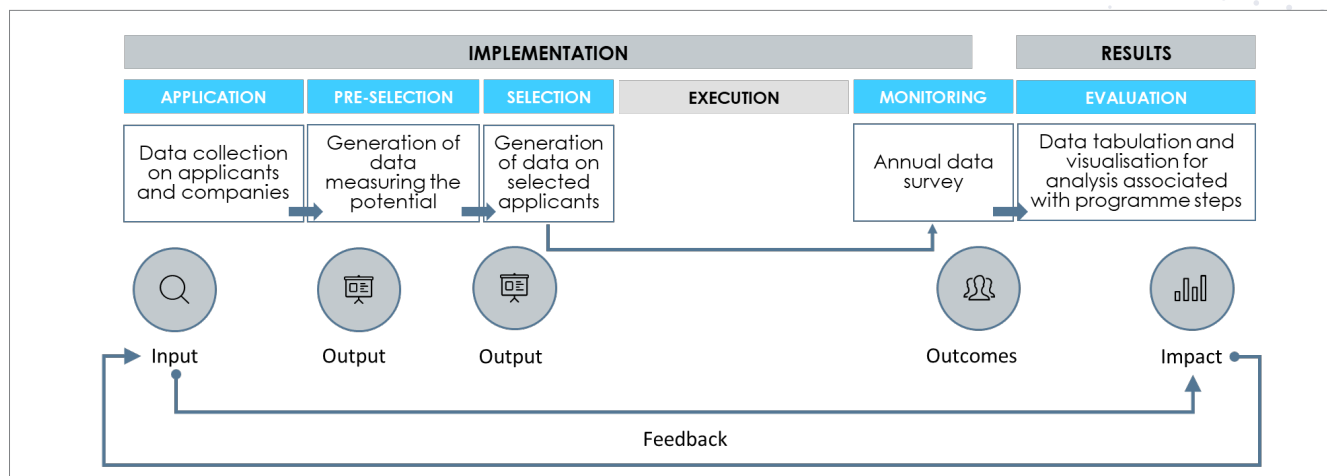 IMPLEMENTATION
RESULTS
APPLICATION
PRE-SELECTION
SELECTION
EXECUTION
MONITORING
EVALUATION
Data collection
on applicants
and companies
Generation of
data
measuring the
potential
Generation
of data on
selected
applicants
Annual data
survey
Data tabulation and
visualisation for
analysis associated
with programme steps
Input
Output
Output
Outcomes
Impact
Feedback